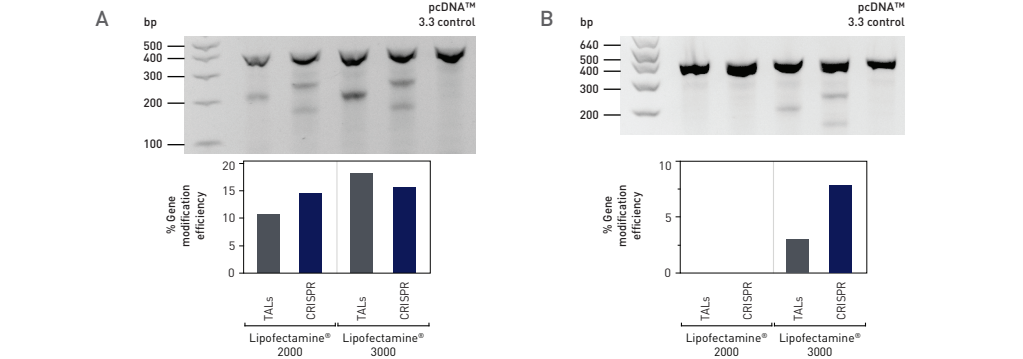 A
bp
pcDNA™
3.3 control
500
400
300
200
100
% Gene
modification
efficiency
20
15
10
5
0
TALs
CRISPR
TALs
CRISPR
Lipofectamine®
2000
Lipofectamine®
3000
B
bp
pcDNA™
3.3 control
640
500
400
300
200
% Gene
modification
efficiency
10
5
0
TALs
CRISPR
TALs
CRISPR
Lipofectamine®
2000
Lipofectamine®
3000